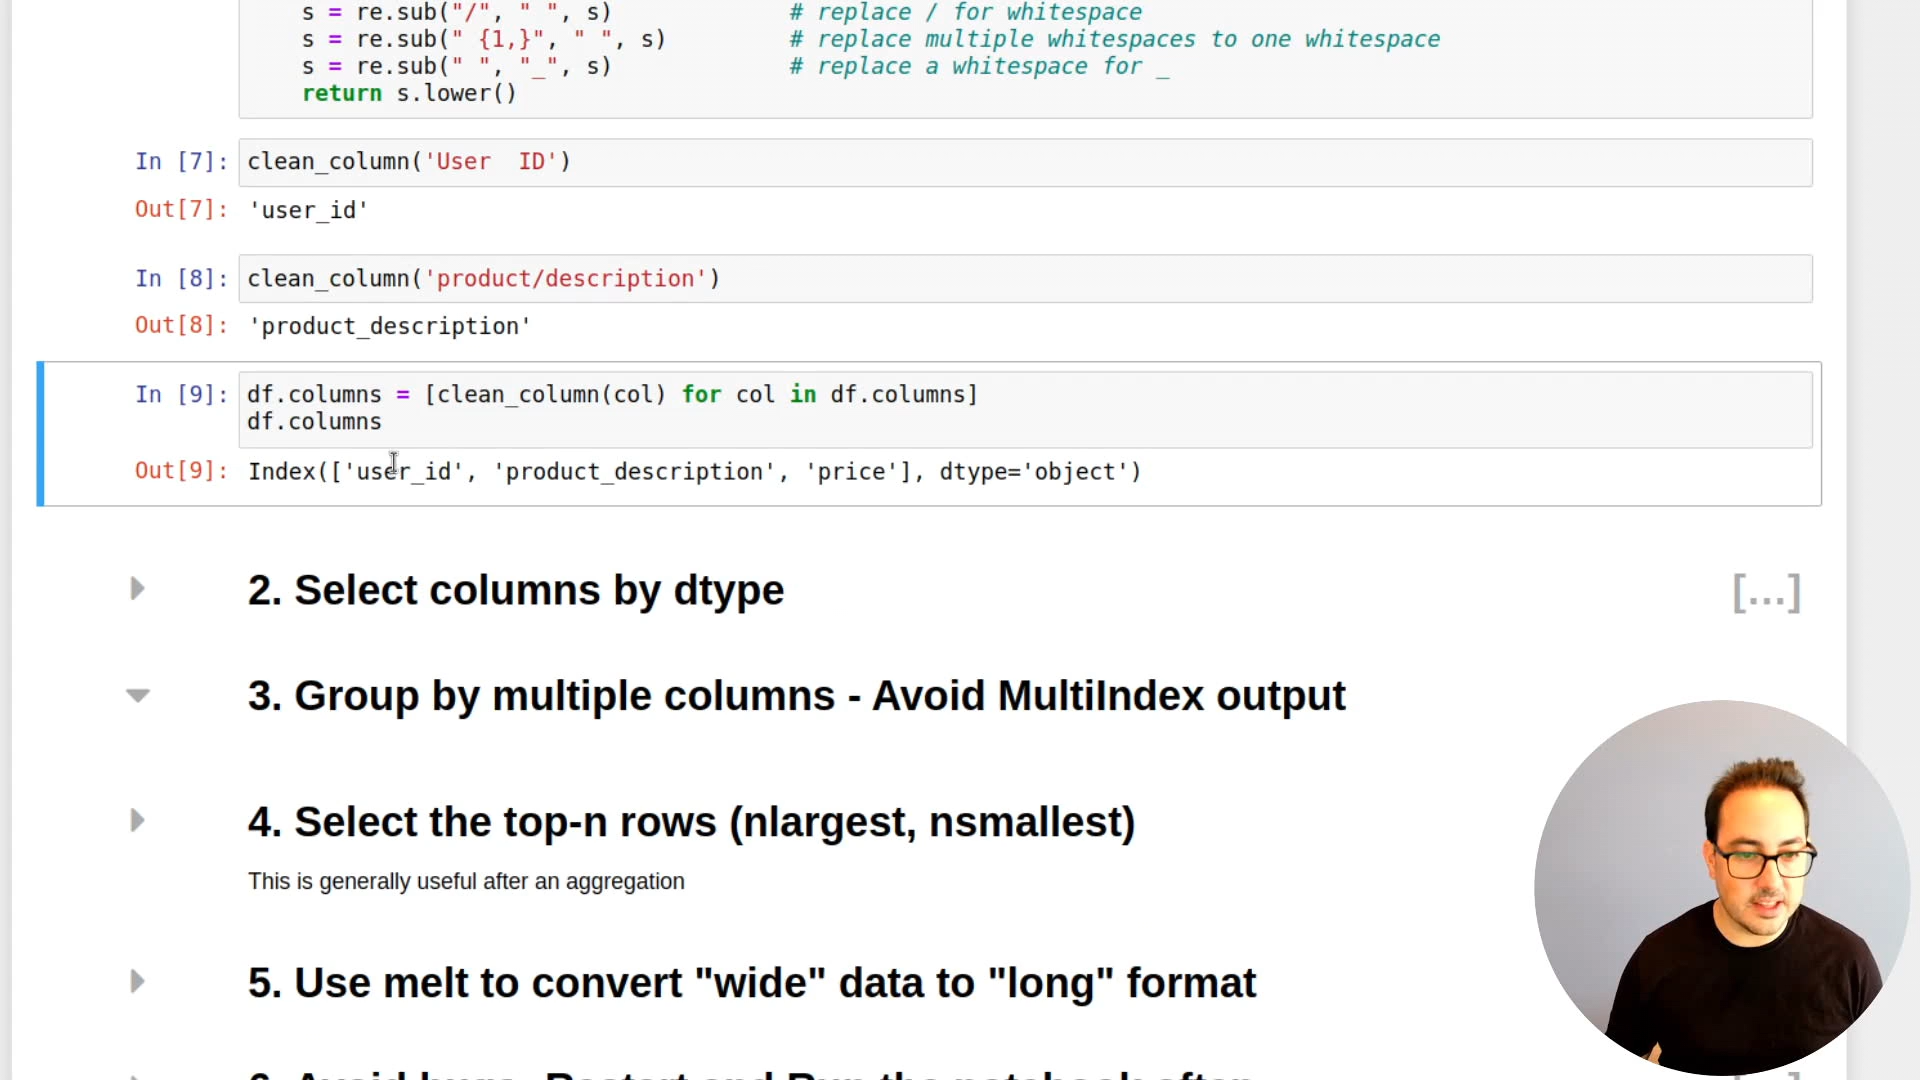 s = re.sub("/", " ", s) # replace / for whitespace
s = re.sub(" {1,}", " ", s) # replace multiple whitespaces to one whitespace
s = re.sub(" ", "_", s) # replace a whitespace for _
return s.lower()
In [7]: clean_column('User  ID')
Out[7]: 'user_id'
In [8]: clean_column('product/description')
Out[8]: 'product_description'
In [9]: df.columns = [clean_column(col) for col in df.columns]
df.columns
Out[9]: Index(['user_id', 'product_description', 'price'], dtype='object')
2. Select columns by dtype [...]
3. Group by multiple columns - Avoid MultiIndex output
4. Select the top-n rows (nlargest, nsmallest)
This is generally useful after an aggregation
5. Use melt to convert "wide" data to "long" format